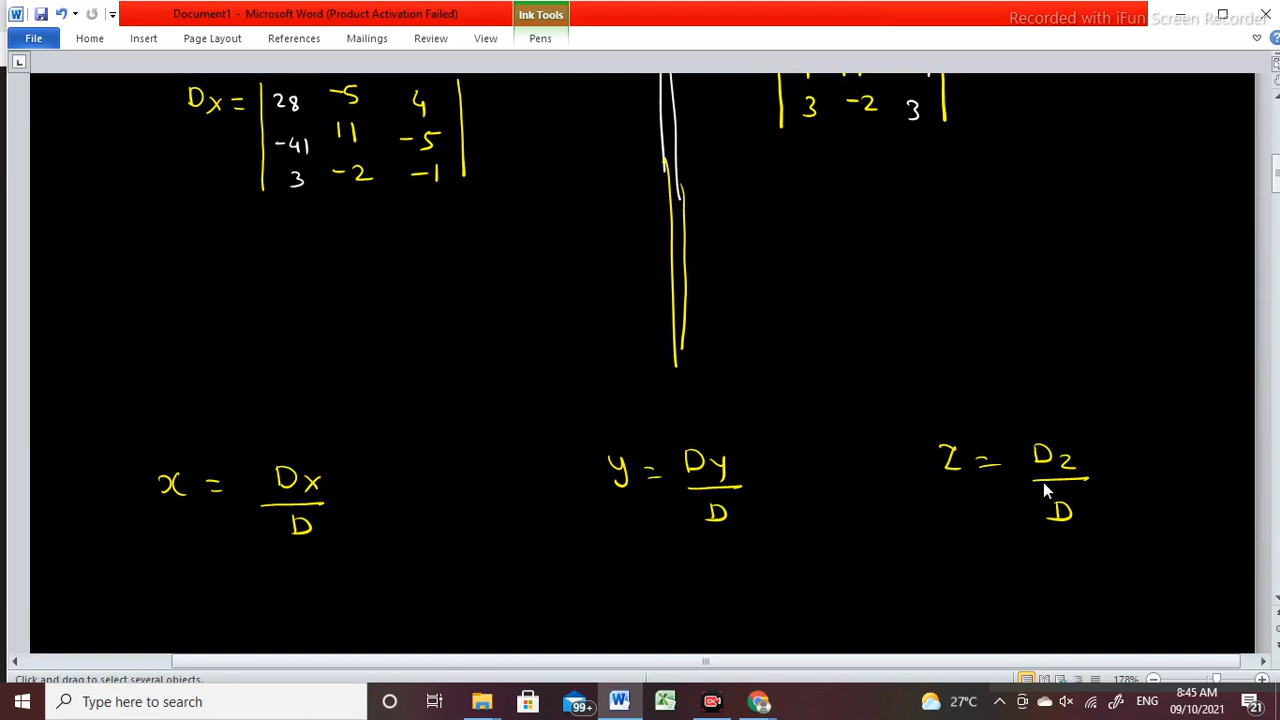 Document1 - Microsoft Word (Product Activation Failed)
Ink Tools
Recorded with iFun Screen Recorder
File Home Insert Page Layout References Mailings Review View Pens
Dx = 28 -5 4
-41 11 -5
3 -2 -1
3 -2 3
x = Dx
D
y = Dy
D
z = Dz
D
Click and drag to select several objects.
178%
Type here to search
99+
27°C
ENG
8:45 AM
09/10/2021
21